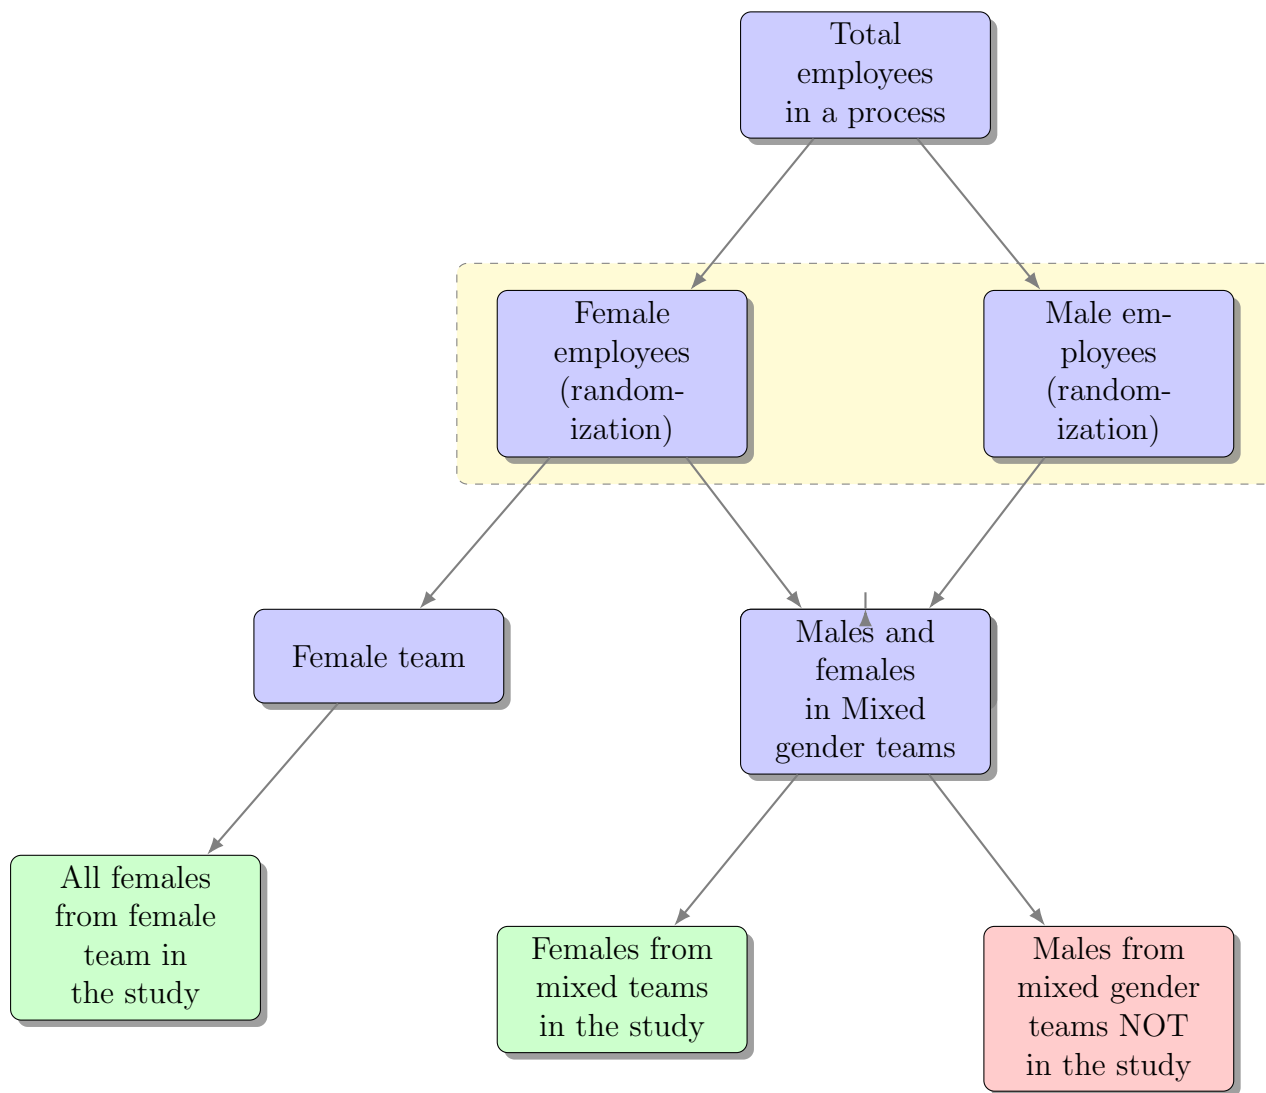 Total
employees
in a process
Female
employees
(random-
ization)
Male em-
ployees
(random-
ization)
Female team
Males and
females
in Mixed
gender teams
All females
from female
team in
the study
Females from
mixed teams
in the study
Males from
mixed gender
teams NOT
in the study